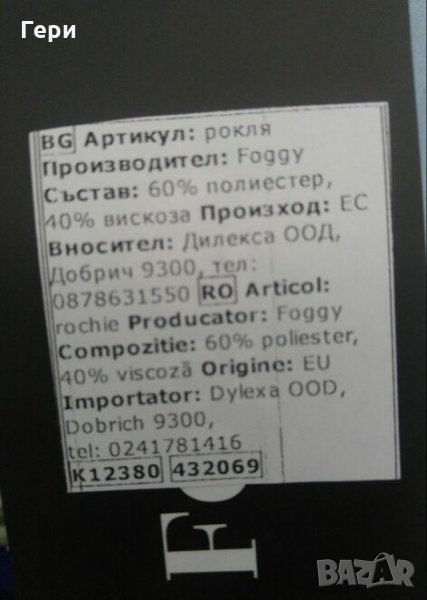 Гери
BG Артикул: рокля
Производител: Foggy
Състав: 60% полиестер,
40% вискоза Произход: ЕС
Вносител: Дилекса ООД,
Добрич 9300, тел:
0878631550 RO Articol:
rochie Producator: Foggy
Compozitie: 60% poliester,
40% viscoză Origine: EU
Importator: Dylexa OOD,
Dobrich 9300,
tel: 0241781416
K12380 432069
BAZAR